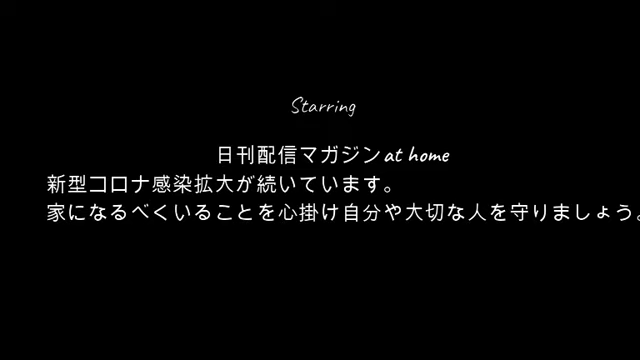 Starring
日刊配信マガジンat home
新型コロナ感染拡大が続いています。
家になるべくいることを心掛け自分や大切な人を守りましょう。